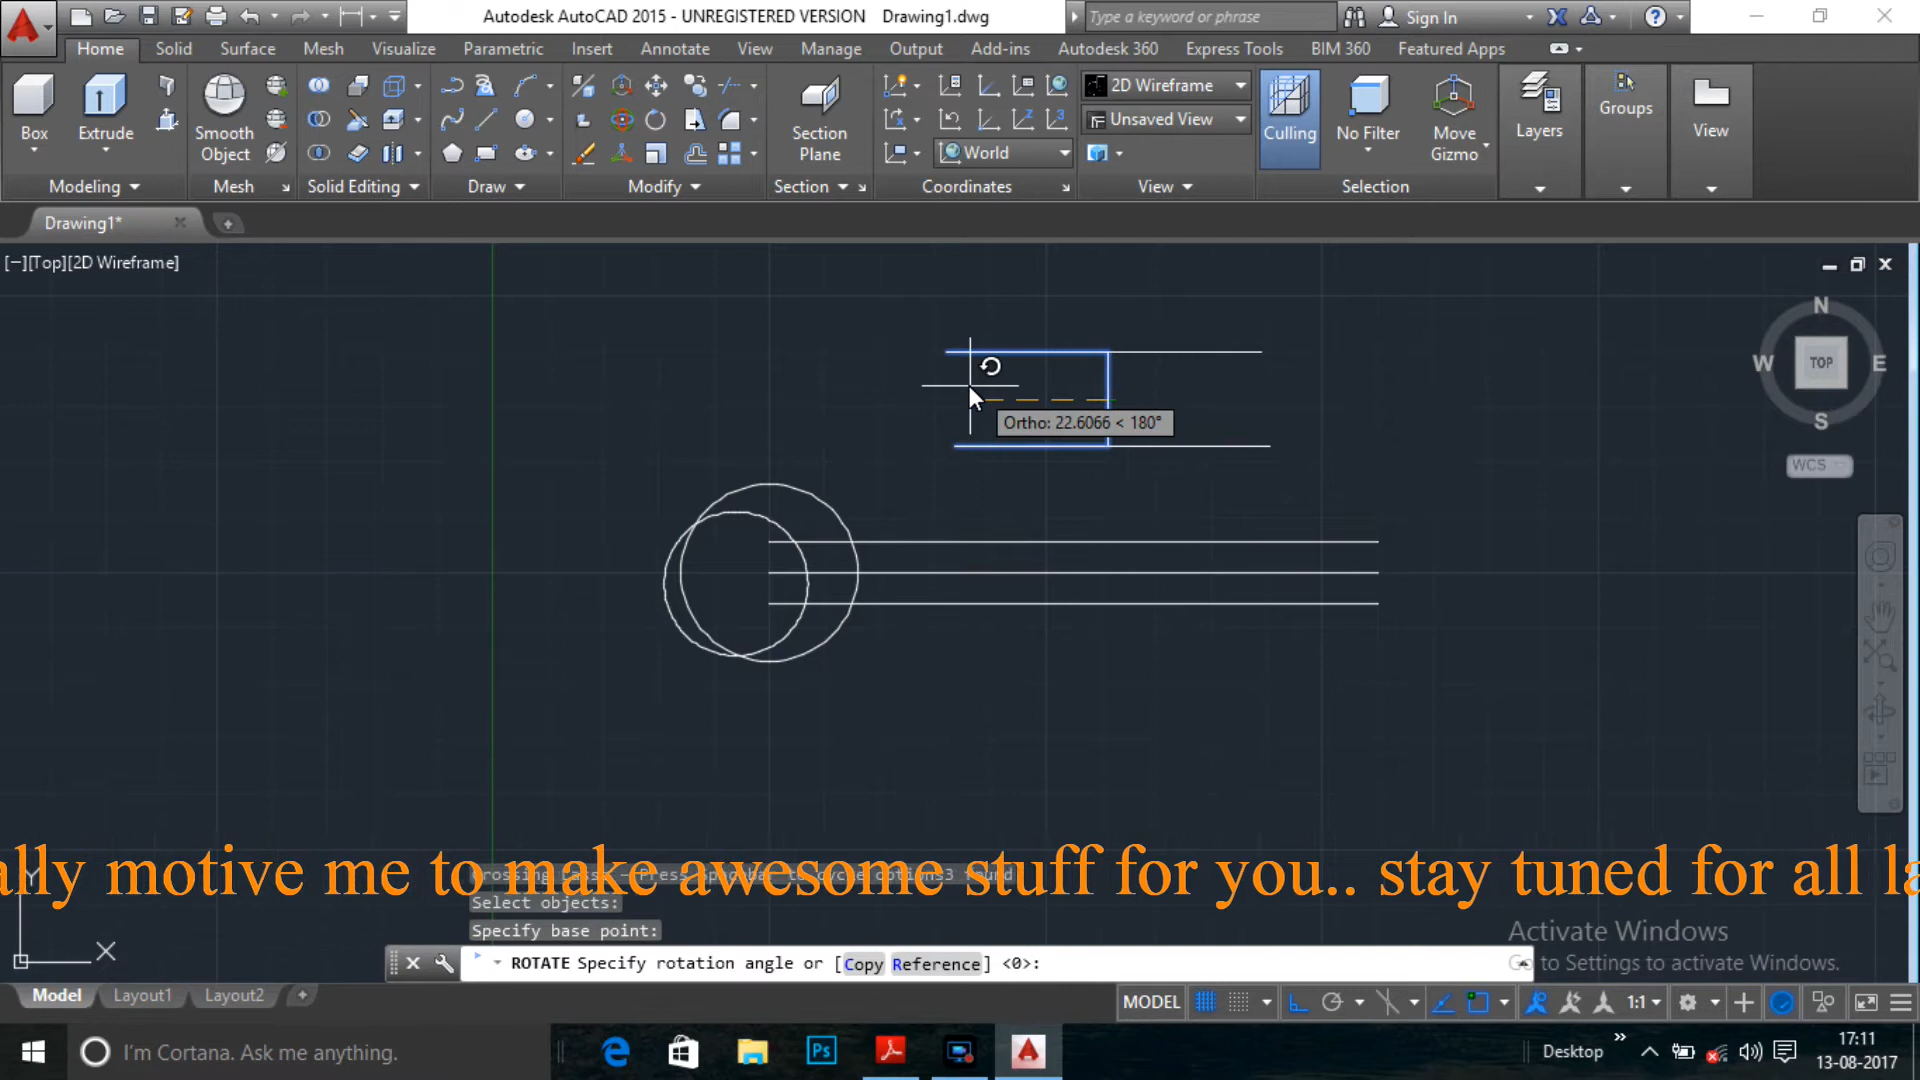 Autodesk AutoCAD 2015 - UNREGISTERED VERSION Drawing1.dwg
Type a keyword or phrase
Sign In
Home Solid Surface Mesh Visualize Parametric Insert Annotate View Manage Output Add-ins Autodesk 360 Express Tools BIM 360 Featured Apps
2D Wireframe
Unsaved View
World
Box
Extrude
Smooth
Object
Section
Plane
Culling
No Filter
Move
Gizmo
Layers
Groups
View
Modeling
Mesh
Solid Editing
Draw
Modify
Section
Coordinates
View
Selection
Drawing1*
[−][Top][2D Wireframe]
N
W TOP E
S
WCS
Ortho: 22.6066 < 180°
ally motive me to make awesome stuff for you.. stay tuned for all la
Select objects:
Specify base point:
Y
X
Activate Windows
Go to Settings to activate Windows.
ROTATE Specify rotation angle or [Copy Reference] <0>:
Model Layout1 Layout2
MODEL
1:1
I'm Cortana. Ask me anything.
Ps
Desktop
17:11
13-08-2017